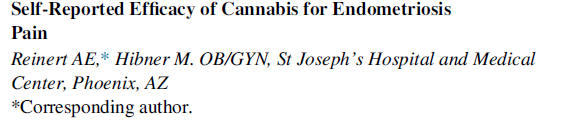 Self-Reported Efficacy of Cannabis for Endometriosis
Pain
Reinert AE,* Hibner M. OB/GYN, St Joseph's Hospital and Medical
Center, Phoenix, AZ
*Corresponding author.